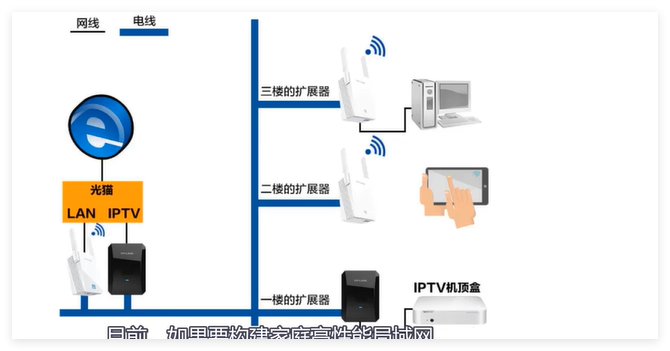 网线
电线
三楼的扩展器
光猫
LAN IPTV
二楼的扩展器
一楼的扩展器
IPTV机顶盒
目前，如果要构建家庭高性能局域网